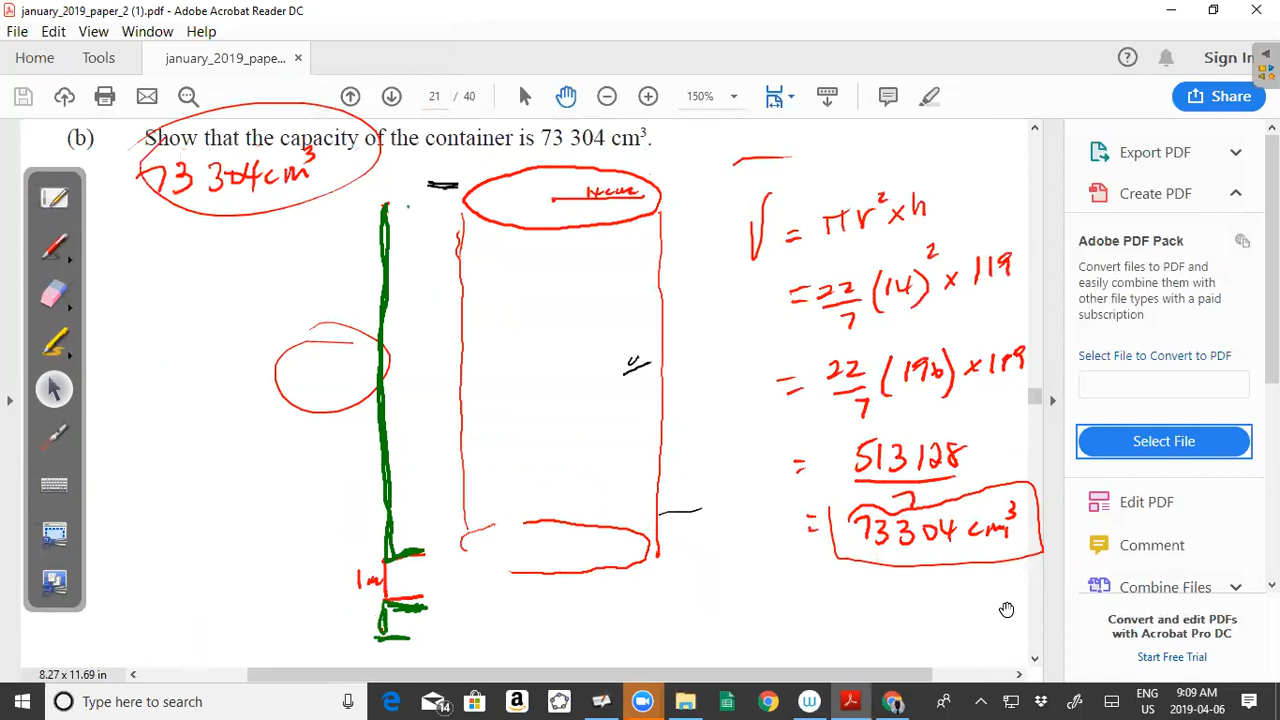 january_2019_paper_2 (1).pdf - Adobe Acrobat Reader DC
File Edit View Window Help
Home Tools january_2019_pape... × Sign In
21 / 40 150% Share
(b) Show that the capacity of the container is 73 304 cm³.
73 304cm³
14cm
V = πr² × h
= 22/7 (14)² × 119
= 22/7 (196) × 119
= 513128/7
= 73304 cm³
1m
Export PDF
Create PDF
Adobe PDF Pack
Convert files to PDF and
easily combine them with
other file types with a paid
subscription
Select File to Convert to PDF
Select File
Edit PDF
Comment
Combine Files
Convert and edit PDFs
with Acrobat Pro DC
Start Free Trial
8.27 x 11.69 in
Type here to search
14
ENG 9:09 AM
US 2019-04-06